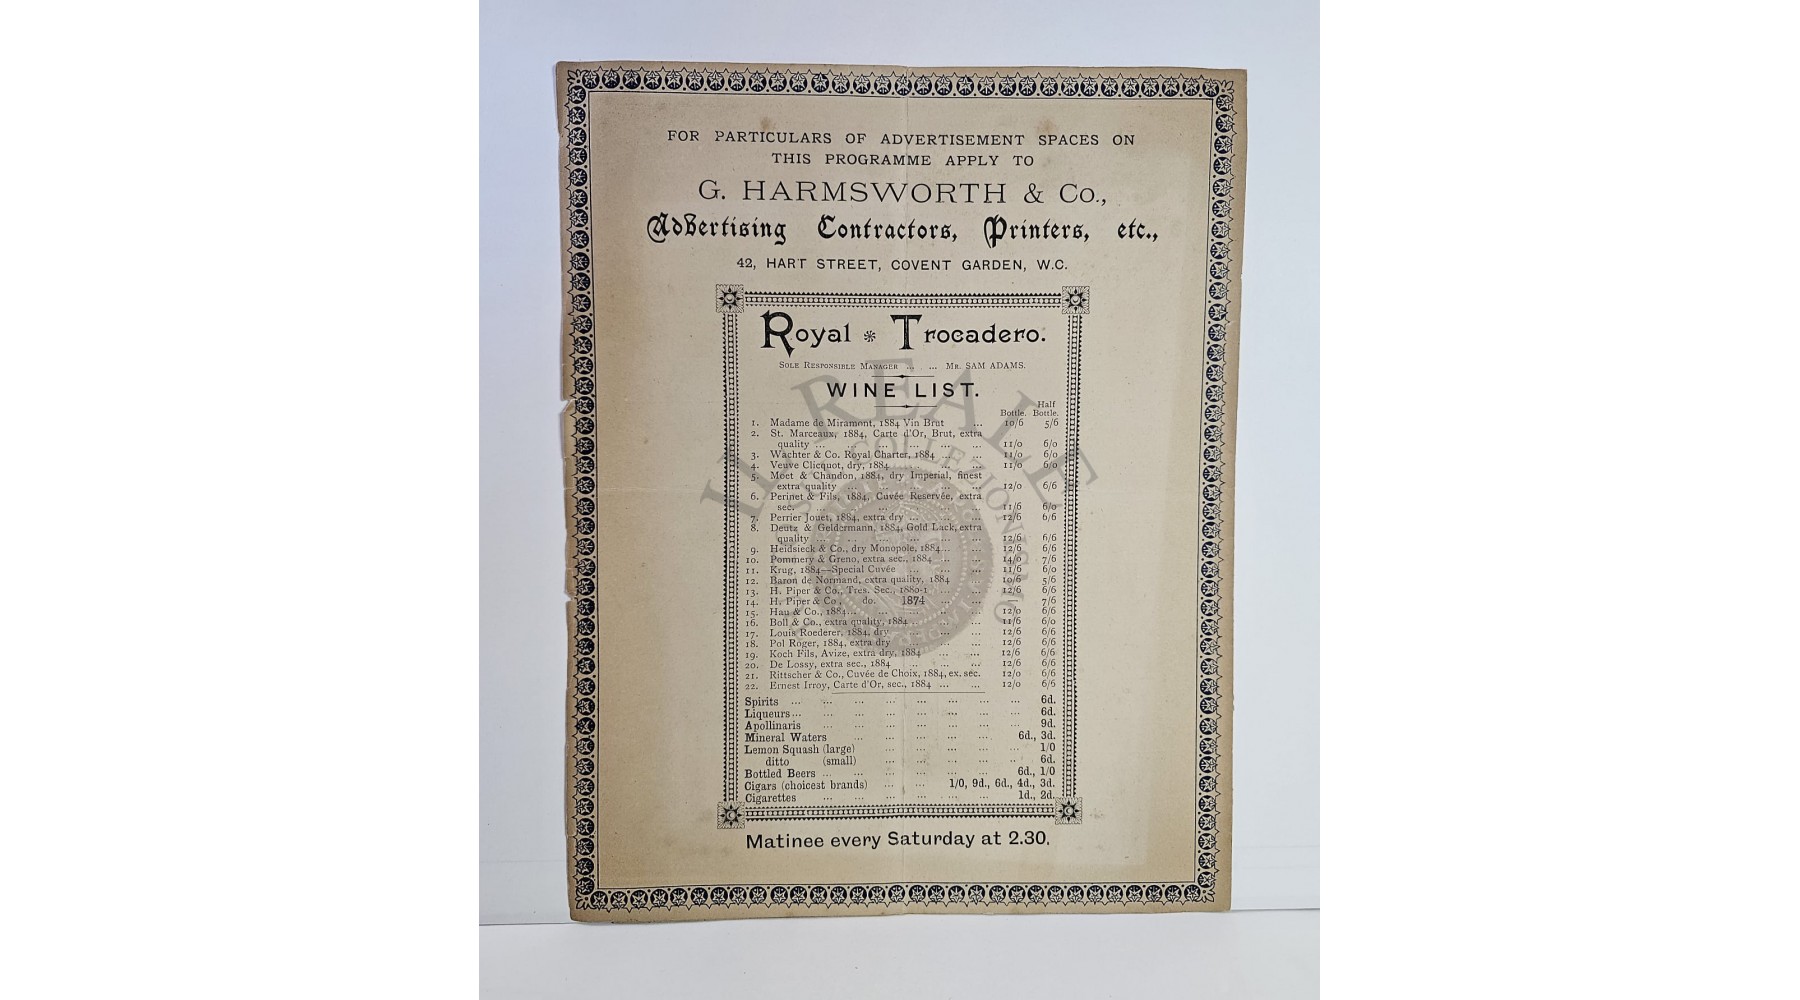 FOR PARTICULARS OF ADVERTISEMENT SPACES ON
THIS PROGRAMME APPLY TO
G. HARMSWORTH & Co.,
Advertising Contractors, Printers, etc.,
42, HART STREET, COVENT GARDEN, W.C.
Royal Trocadero.
SOLE RESPONSIBLE MANAGER ... ... MR. SAM ADAMS.
WINE LIST.
Half
Bottle. Bottle.
1. Madame de Miramont, 1884 Vin Brut ... 10/6 5/6
2. St. Marceaux, 1884, Carte d'Or, Brut, extra
quality ... ... ... ... ... ... 11/0 6/0
3. Wachter & Co. Royal Charter, 1884 ... ... 11/0 6/0
4. Veuve Clicquot, dry, 1884 ... ... ... 11/0 6/0
5. Moet & Chandon, 1884, dry Imperial, finest
extra quality ... ... ... ... ... 12/0 6/6
6. Perinet & Fils, 1884, Cuvée Reservée, extra
sec. ... ... ... ... ... ... 11/6 6/0
7. Perrier Jouet, 1884, extra dry ... ... ... 12/6 6/6
8. Deutz & Geldermann, 1884, Gold Lack, extra
quality ... ... ... ... ... ... 12/6 6/6
9. Heidsieck & Co., dry Monopole, 1884 ... ... 12/6 6/6
10. Pommery & Greno, extra sec., 1884 ... ... 14/0 7/6
11. Krug, 1884—Special Cuvée ... ... ... 11/6 6/0
12. Baron de Normand, extra quality, 1884 ... 10/6 5/6
13. H. Piper & Co., Tres. Sec., 1880-1 ... ... 12/6 6/6
14. H. Piper & Co., do. 1874 ... ... 7/6
15. Hau & Co., 1884 ... ... ... ... ... 12/0 6/6
16. Boll & Co., extra quality, 1884 ... ... ... 11/6 6/0
17. Louis Roederer, 1884, dry ... ... ... 12/6 6/6
18. Pol Roger, 1884, extra dry ... ... ... 12/6 6/6
19. Koch Fils, Avize, extra dry, 1884 ... ... 12/6 6/6
20. De Lossy, extra sec., 1884 ... ... ... 12/6 6/6
21. Rittscher & Co., Cuvée de Choix, 1884, ex. sec. 12/0 6/6
22. Ernest Irroy, Carte d'Or, sec., 1884 ... ... 12/0 6/6
Spirits ... ... ... ... ... ... ... ... 6d.
Liqueurs ... ... ... ... ... ... ... ... 6d.
Apollinaris ... ... ... ... ... ... ... 9d.
Mineral Waters ... ... ... ... ... 6d., 3d.
Lemon Squash (large) ... ... ... ... ... 1/0
ditto (small) ... ... ... ... ... 6d.
Bottled Beers ... ... ... ... ... ... 6d., 1/0
Cigars (choicest brands) ... ... 1/0, 9d., 6d., 4d., 3d.
Cigarettes ... ... ... ... ... ... 1d., 2d.
Matinee every Saturday at 2.30.